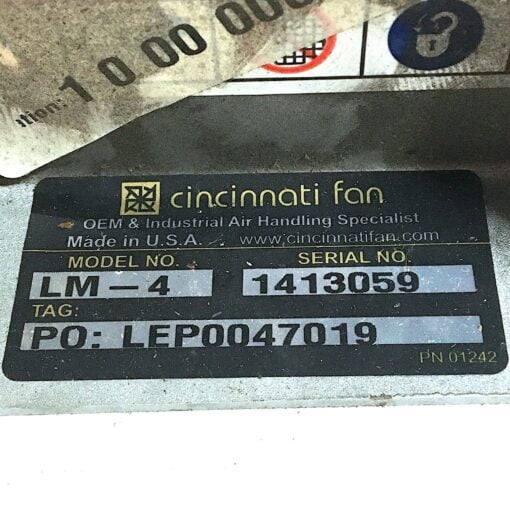 tion: 1 0 00 000
cincinnati fan
OEM & Industrial Air Handling Specialist
Made in U.S.A. www.cincinnatifan.com
MODEL NO. SERIAL NO.
LM-4 1413059
TAG:
PO: LEP0047019
PN 01242